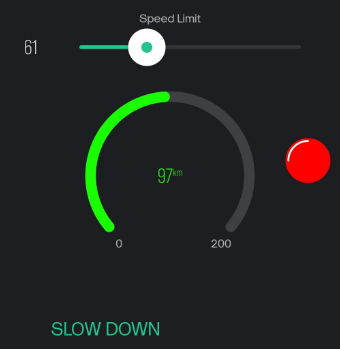 Speed Limit
61
97km
0 200
SLOW DOWN